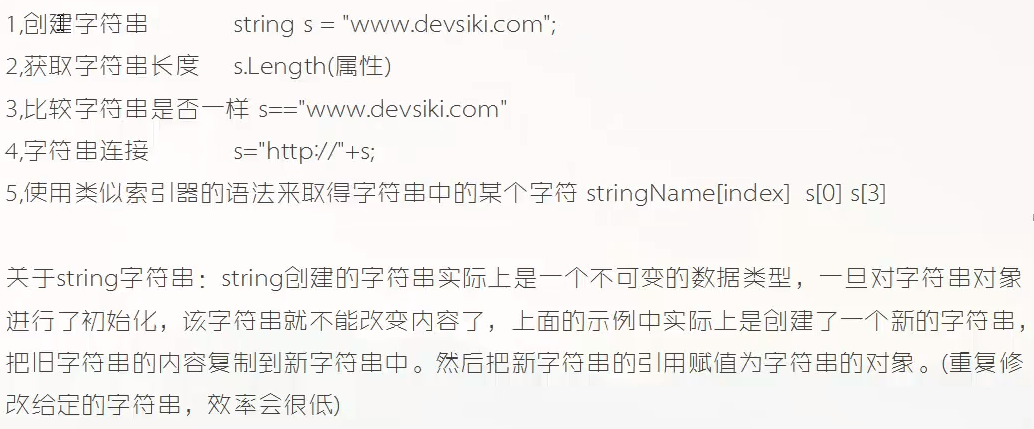 1,创建字符串 string s = "www.devsiki.com";
2,获取字符串长度 s.Length(属性)
3,比较字符串是否一样 s=="www.devsiki.com"
4,字符串连接 s="http://"+s;
5,使用类似索引器的语法来取得字符串中的某个字符 stringName[index] s[0] s[3]
关于string字符串：string创建的字符串实际上是一个不可变的数据类型，一旦对字符串对象
进行了初始化，该字符串就不能改变内容了，上面的示例中实际上是创建了一个新的字符串，
把旧字符串的内容复制到新字符串中。然后把新字符串的引用赋值为字符串的对象。(重复修
改给定的字符串，效率会很低)